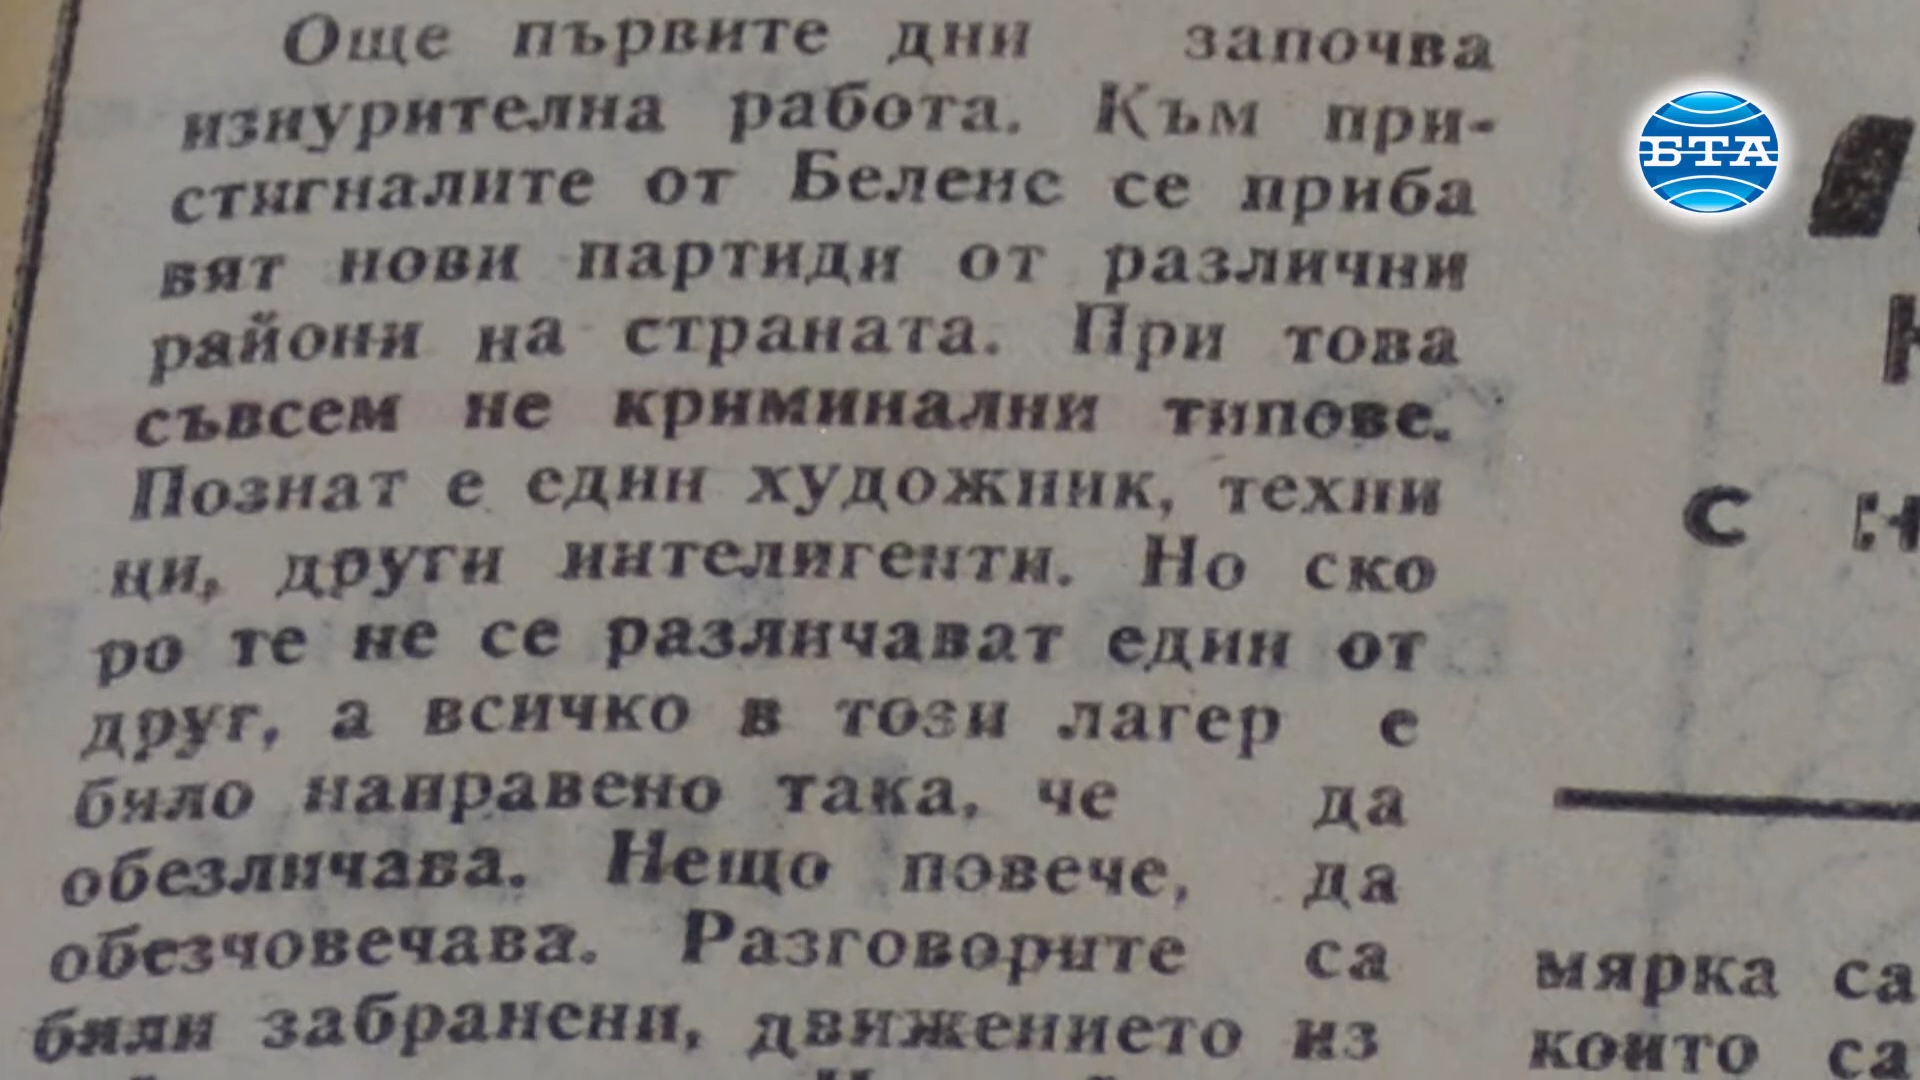 Още първите дни започва
изнурителна работа. Към при-
стигналите от Беленс се приба
вят нови партиди от различни
райони на страната. При това
съвсем не криминални типове.
Познат е един художник, техни
ци, други интелигенти. Но ско
ро те не се различават един от
друг, а всичко в този лагер е
било направено така, че да
обезличава. Нещо повече, да
обезчовечава. Разговорите са
били забранени, движението из
БТА
с
мярка са
които са